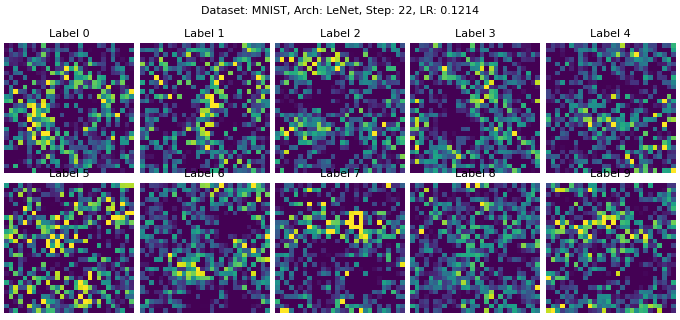 Dataset: MNIST, Arch: LeNet, Step: 22, LR: 0.1214
Label 0 Label 1 Label 2 Label 3 Label 4
Label 5 Label 6 Label 7 Label 8 Label 9